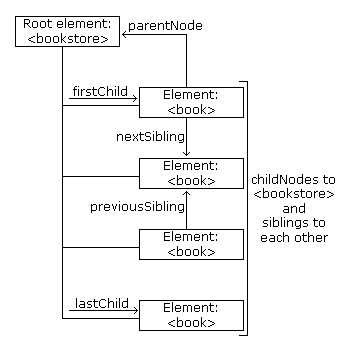 Root element:
<bookstore>
parentNode
firstChild
Element:
<book>
nextSibling
Element:
<book>
previousSibling
Element:
<book>
lastChild
Element:
<book>
childNodes to
<bookstore>
and
siblings to
each other